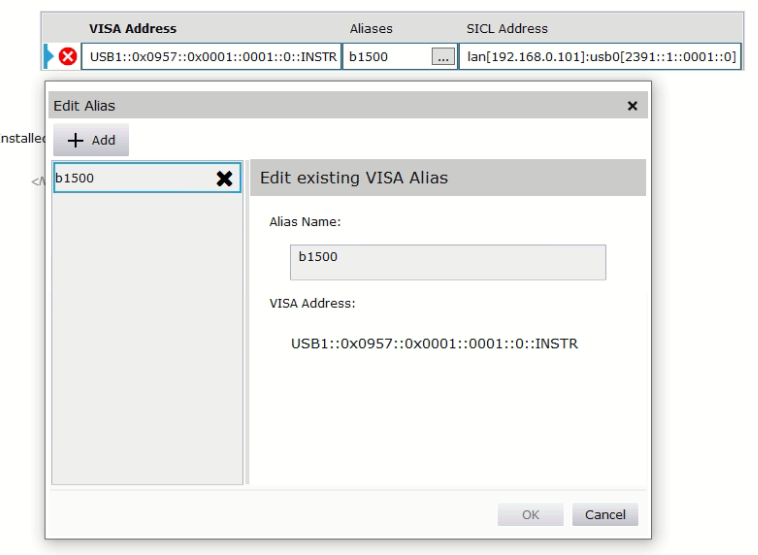 VISA Address Aliases SICL Address
USB1::0x0957::0x0001::0001::0::INSTR b1500 ... lan[192.168.0.101]:usb0[2391::1::0001::0]
Edit Alias
nstalled
+ Add
b1500
Edit existing VISA Alias
Alias Name:
b1500
VISA Address:
USB1::0x0957::0x0001::0001::0::INSTR
OK Cancel